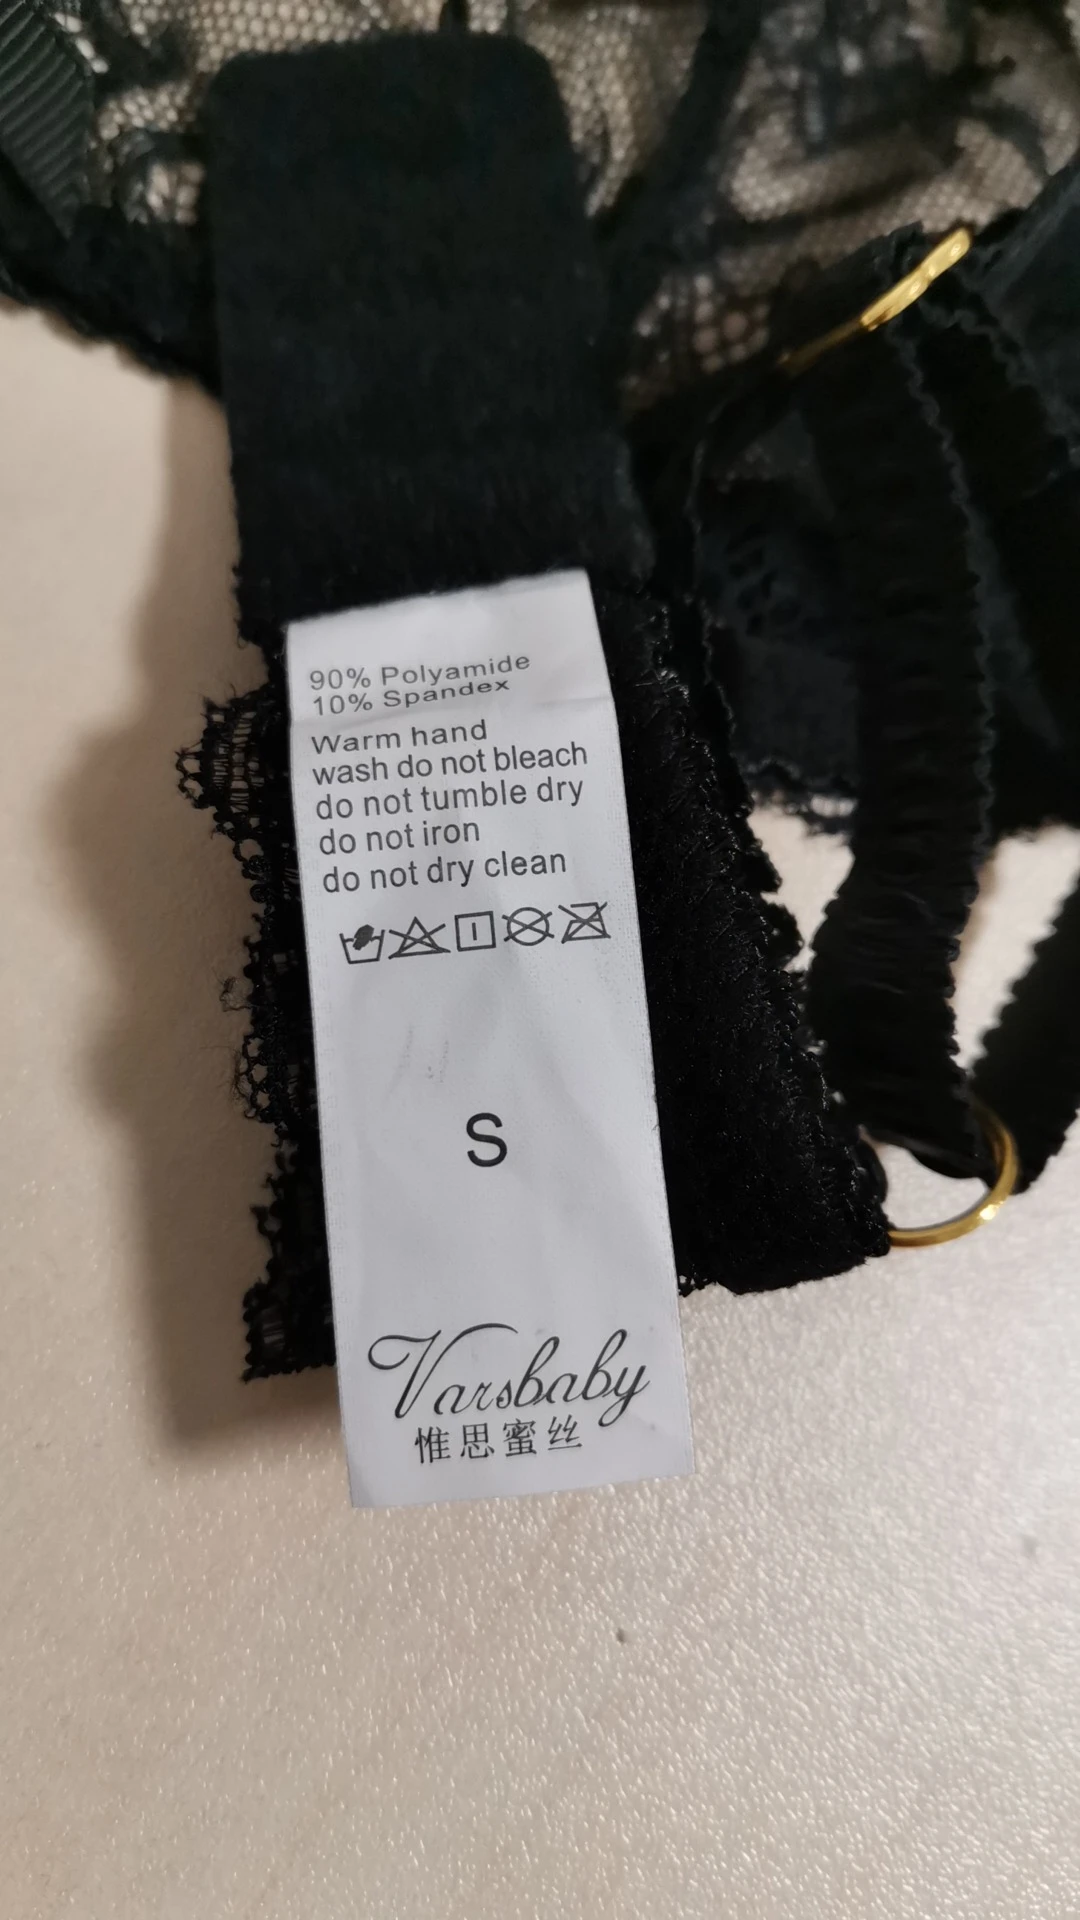 90% Polyamide
10% Spandex
Warm hand
wash do not bleach
do not tumble dry
do not iron
do not dry clean
S
Varsbaby
惟思蜜丝